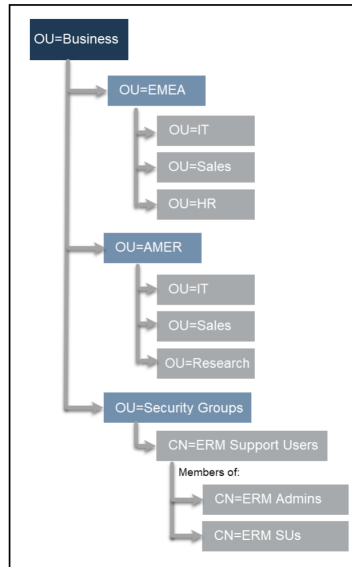 OU=Business
OU=EMEA
OU=IT
OU=Sales
OU=HR
OU=AMER
OU=IT
OU=Sales
OU=Research
OU=Security Groups
CN=ERM Support Users
Members of:
CN=ERM Admins
CN=ERM SUs